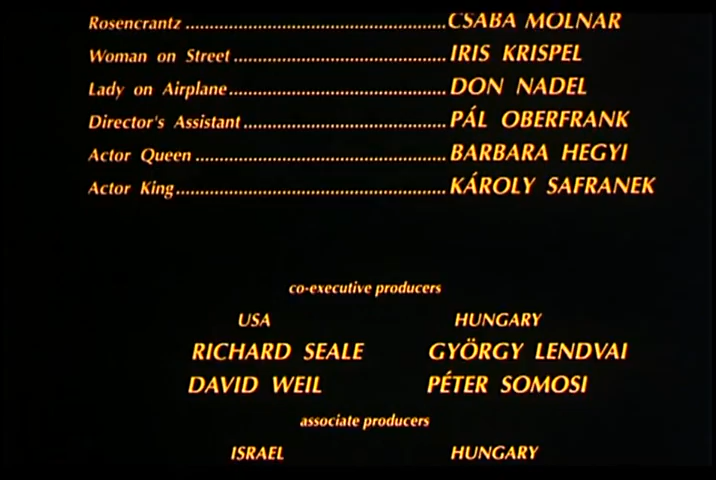 Rosencrantz ................................................ CSABA MOLNAR
Woman on Street ....................................... IRIS KRISPEL
Lady on Airplane ........................................ DON NADEL
Director's Assistant ..................................... PÁL OBERFRANK
Actor Queen .............................................. BARBARA HEGYI
Actor King .................................................. KÁROLY SAFRANEK
co-executive producers
USA HUNGARY
RICHARD SEALE GYÖRGY LENDVAI
DAVID WEIL PÉTER SOMOSI
associate producers
ISRAEL HUNGARY